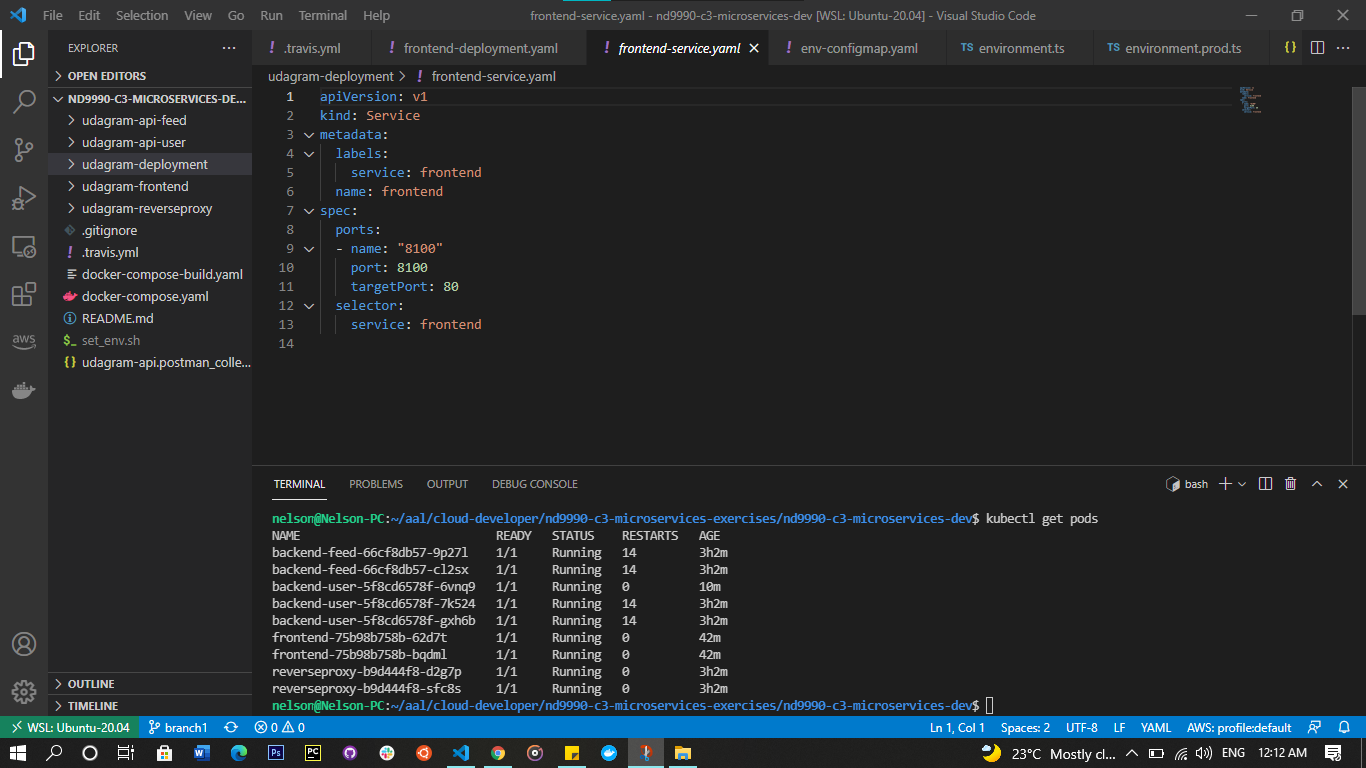 File Edit Selection View Go Run Terminal Help frontend-service.yaml - nd9990-c3-microservices-dev [WSL: Ubuntu-20.04] - Visual Studio Code
EXPLORER
OPEN EDITORS
ND9990-C3-MICROSERVICES-DE...
udagram-api-feed
udagram-api-user
udagram-deployment
udagram-frontend
udagram-reverseproxy
.gitignore
! .travis.yml
docker-compose-build.yaml
docker-compose.yaml
README.md
$_ set_env.sh
{} udagram-api.postman_colle...
OUTLINE
TIMELINE
! .travis.yml ! frontend-deployment.yaml ! frontend-service.yaml ! env-configmap.yaml TS environment.ts TS environment.prod.ts {}
udagram-deployment > ! frontend-service.yaml
1 apiVersion: v1
2 kind: Service
3 metadata:
4 labels:
5 service: frontend
6 name: frontend
7 spec:
8 ports:
9 - name: "8100"
10 port: 8100
11 targetPort: 80
12 selector:
13 service: frontend
14
TERMINAL PROBLEMS OUTPUT DEBUG CONSOLE bash
nelson@Nelson-PC:~/aal/cloud-developer/nd9990-c3-microservices-exercises/nd9990-c3-microservices-dev$ kubectl get pods
NAME READY STATUS RESTARTS AGE
backend-feed-66cf8db57-9p27l 1/1 Running 14 3h2m
backend-feed-66cf8db57-cl2sx 1/1 Running 14 3h2m
backend-user-5f8cd6578f-6vnq9 1/1 Running 0 10m
backend-user-5f8cd6578f-7k524 1/1 Running 14 3h2m
backend-user-5f8cd6578f-gxh6b 1/1 Running 14 3h2m
frontend-75b98b758b-62d7t 1/1 Running 0 42m
frontend-75b98b758b-bqdml 1/1 Running 0 42m
reverseproxy-b9d444f8-d2g7p 1/1 Running 0 3h2m
reverseproxy-b9d444f8-sfc8s 1/1 Running 0 3h2m
nelson@Nelson-PC:~/aal/cloud-developer/nd9990-c3-microservices-exercises/nd9990-c3-microservices-dev$
aws
WSL: Ubuntu-20.04 branch1 0 0 Ln 1, Col 1 Spaces: 2 UTF-8 LF YAML AWS: profile:default
23°C Mostly cl... ENG 12:12 AM